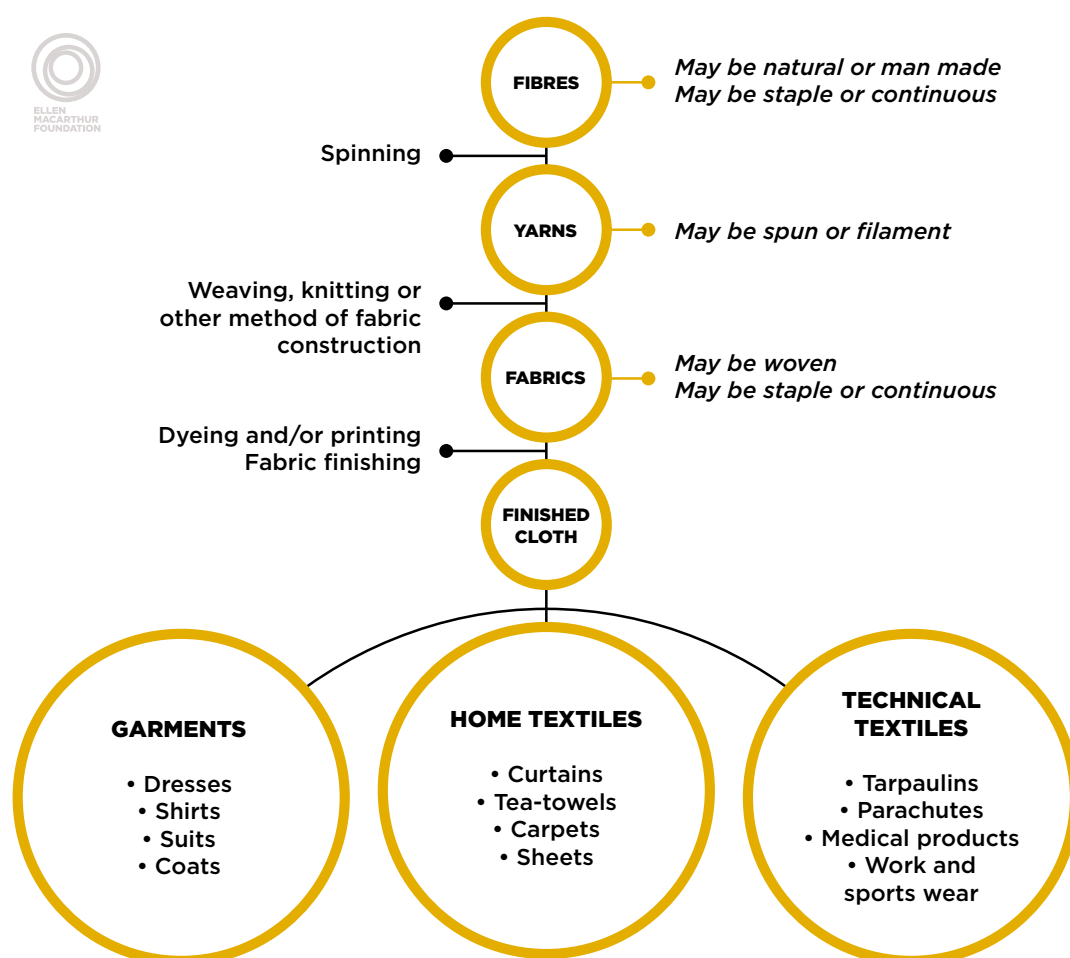 ELLEN
MACARTHUR
FOUNDATION
FIBRES
May be natural or man made
May be staple or continuous
Spinning
YARNS
May be spun or filament
Weaving, knitting or
other method of fabric
construction
FABRICS
May be woven
May be staple or continuous
Dyeing and/or printing
Fabric finishing
FINISHED
CLOTH
GARMENTS
• Dresses
• Shirts
• Suits
• Coats
HOME TEXTILES
• Curtains
• Tea-towels
• Carpets
• Sheets
TECHNICAL
TEXTILES
• Tarpaulins
• Parachutes
• Medical products
• Work and
sports wear